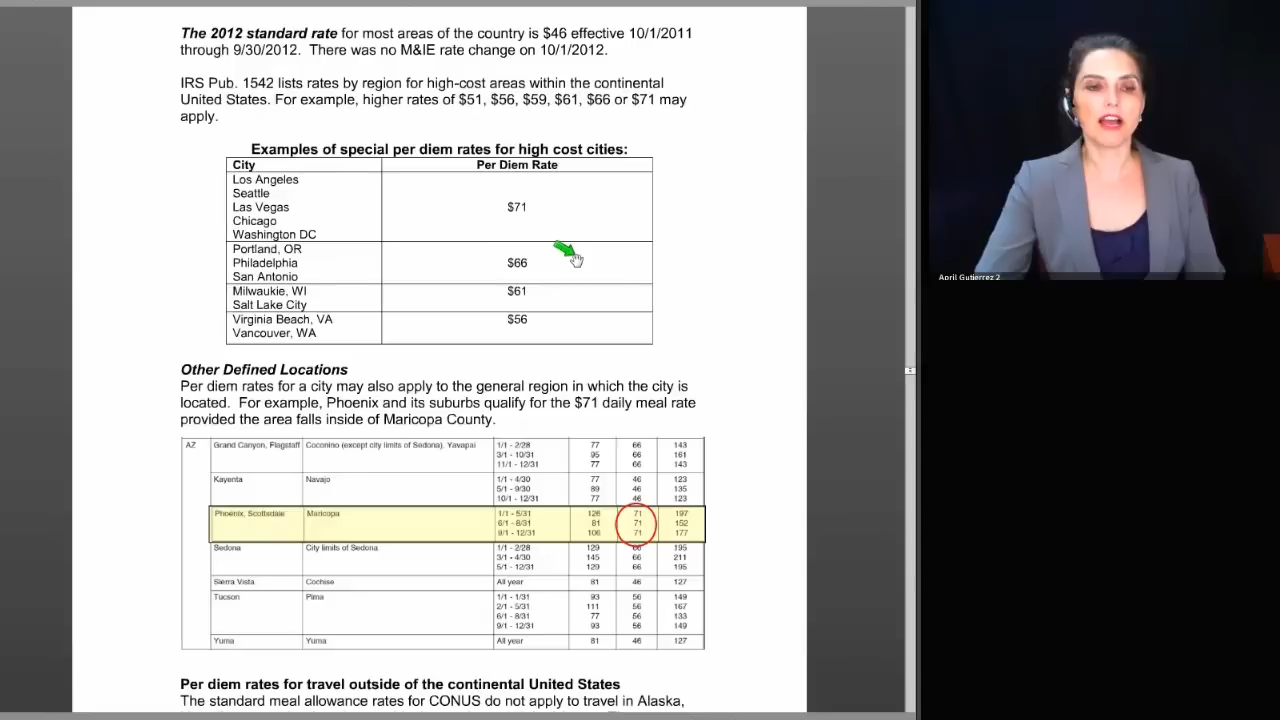 The 2012 standard rate for most areas of the country is $46 effective 10/1/2011
through 9/30/2012. There was no M&IE rate change on 10/1/2012.
IRS Pub. 1542 lists rates by region for high-cost areas within the continental
United States. For example, higher rates of $51, $56, $59, $61, $66 or $71 may
apply.
Examples of special per diem rates for high cost cities:
City Per Diem Rate
Los Angeles
Seattle
Las Vegas $71
Chicago
Washington DC
Portland, OR
Philadelphia $66
San Antonio
Milwaukie, WI $61
Salt Lake City
Virginia Beach, VA $56
Vancouver, WA
Other Defined Locations
Per diem rates for a city may also apply to the general region in which the city is
located. For example, Phoenix and its suburbs qualify for the $71 daily meal rate
provided the area falls inside of Maricopa County.
AZ Grand Canyon, Flagstaff Coconino (except city limits of Sedona), Yavapai 1/1 - 2/28 77 66 143
3/1 - 10/31 95 66 161
11/1 - 12/31 77 66 143
Kayenta Navajo 1/1 - 4/30 77 46 123
5/1 - 9/30 89 46 135
10/1 - 12/31 77 46 123
Phoenix, Scottsdale Maricopa 1/1 - 5/31 126 71 197
6/1 - 8/31 81 71 152
9/1 - 12/31 106 71 177
Sedona City limits of Sedona 1/1 - 2/28 129 66 195
3/1 - 4/30 145 66 211
5/1 - 12/31 129 66 195
Sierra Vista Cochise All year 81 46 127
Tucson Pima 1/1 - 1/31 93 56 149
2/1 - 5/31 111 56 167
6/1 - 8/31 77 56 133
9/1 - 12/31 93 56 149
Yuma Yuma All year 81 46 127
Per diem rates for travel outside of the continental United States
The standard meal allowance rates for CONUS do not apply to travel in Alaska,
April Gutierrez 2